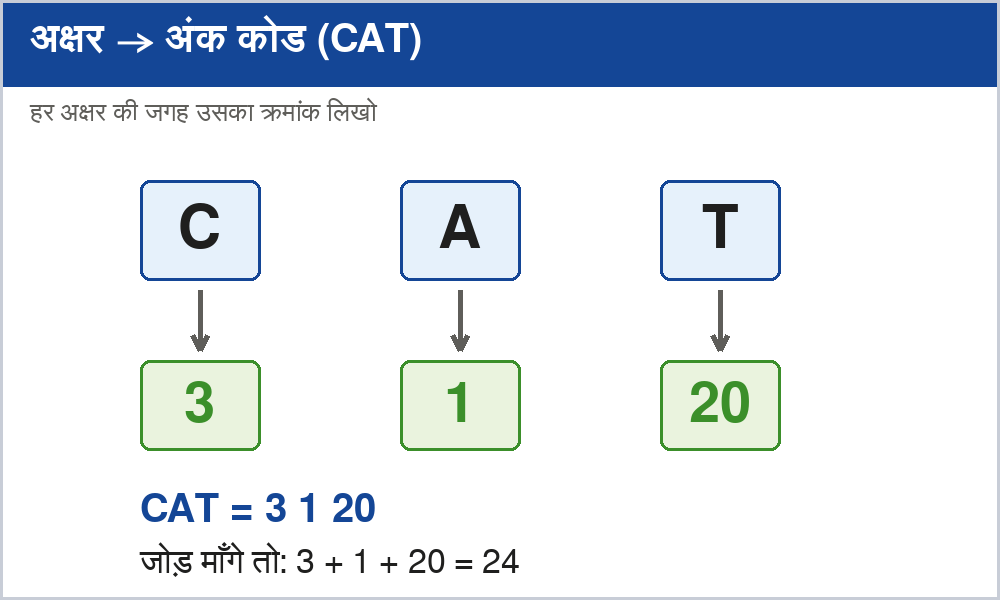 अक्षर → अंक कोड (CAT)
हर अक्षर की जगह उसका क्रमांक लिखो
C A T
3 1 20
CAT = 3 1 20
जोड़ माँगे तो: 3 + 1 + 20 = 24